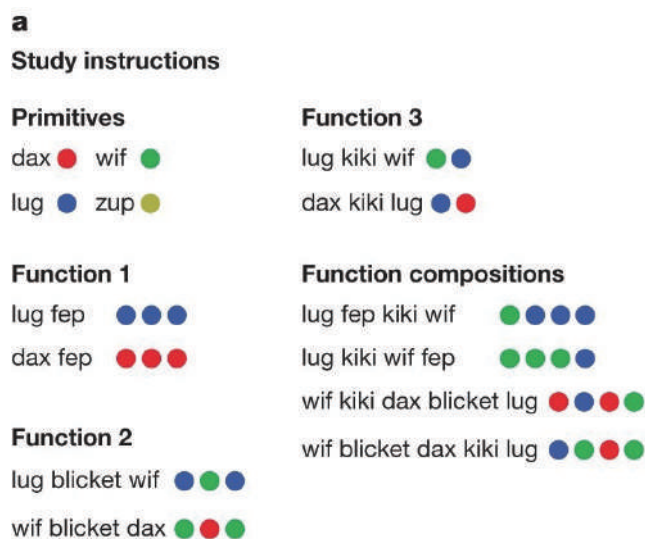 a
Study instructions
Primitives
dax wif
lug zup
Function 1
lug fep
dax fep
Function 2
lug blicket wif
wif blicket dax
Function 3
lug kiki wif
dax kiki lug
Function compositions
lug fep kiki wif
lug kiki wif fep
wif kiki dax blicket lug
wif blicket dax kiki lug